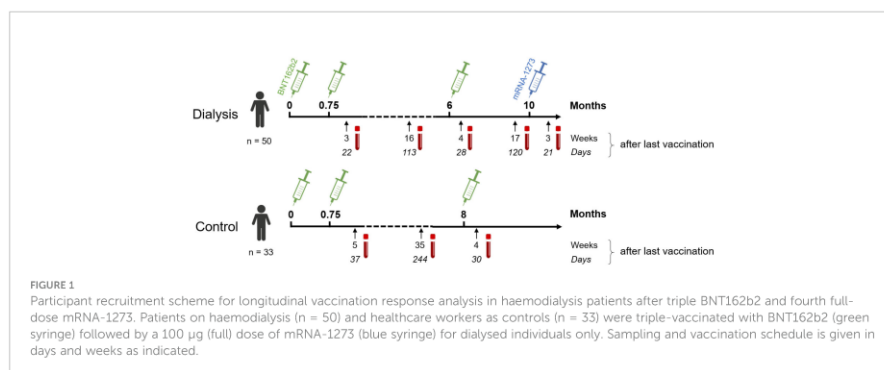 BNT162b2
mRNA-1273
0
0.75
6
10
Months
Dialysis
n = 50
3
16
4
17
3
Weeks
22
113
28
120
21
Days
after last vaccination
0
0.75
8
Months
Control
n = 33
5
35
4
Weeks
37
244
30
Days
after last vaccination
FIGURE 1
Participant recruitment scheme for longitudinal vaccination response analysis in haemodialysis patients after triple BNT162b2 and fourth full-
dose mRNA-1273. Patients on haemodialysis (n = 50) and healthcare workers as controls (n = 33) were triple-vaccinated with BNT162b2 (green
syringe) followed by a 100 μg (full) dose of mRNA-1273 (blue syringe) for dialysed individuals only. Sampling and vaccination schedule is given in
days and weeks as indicated.